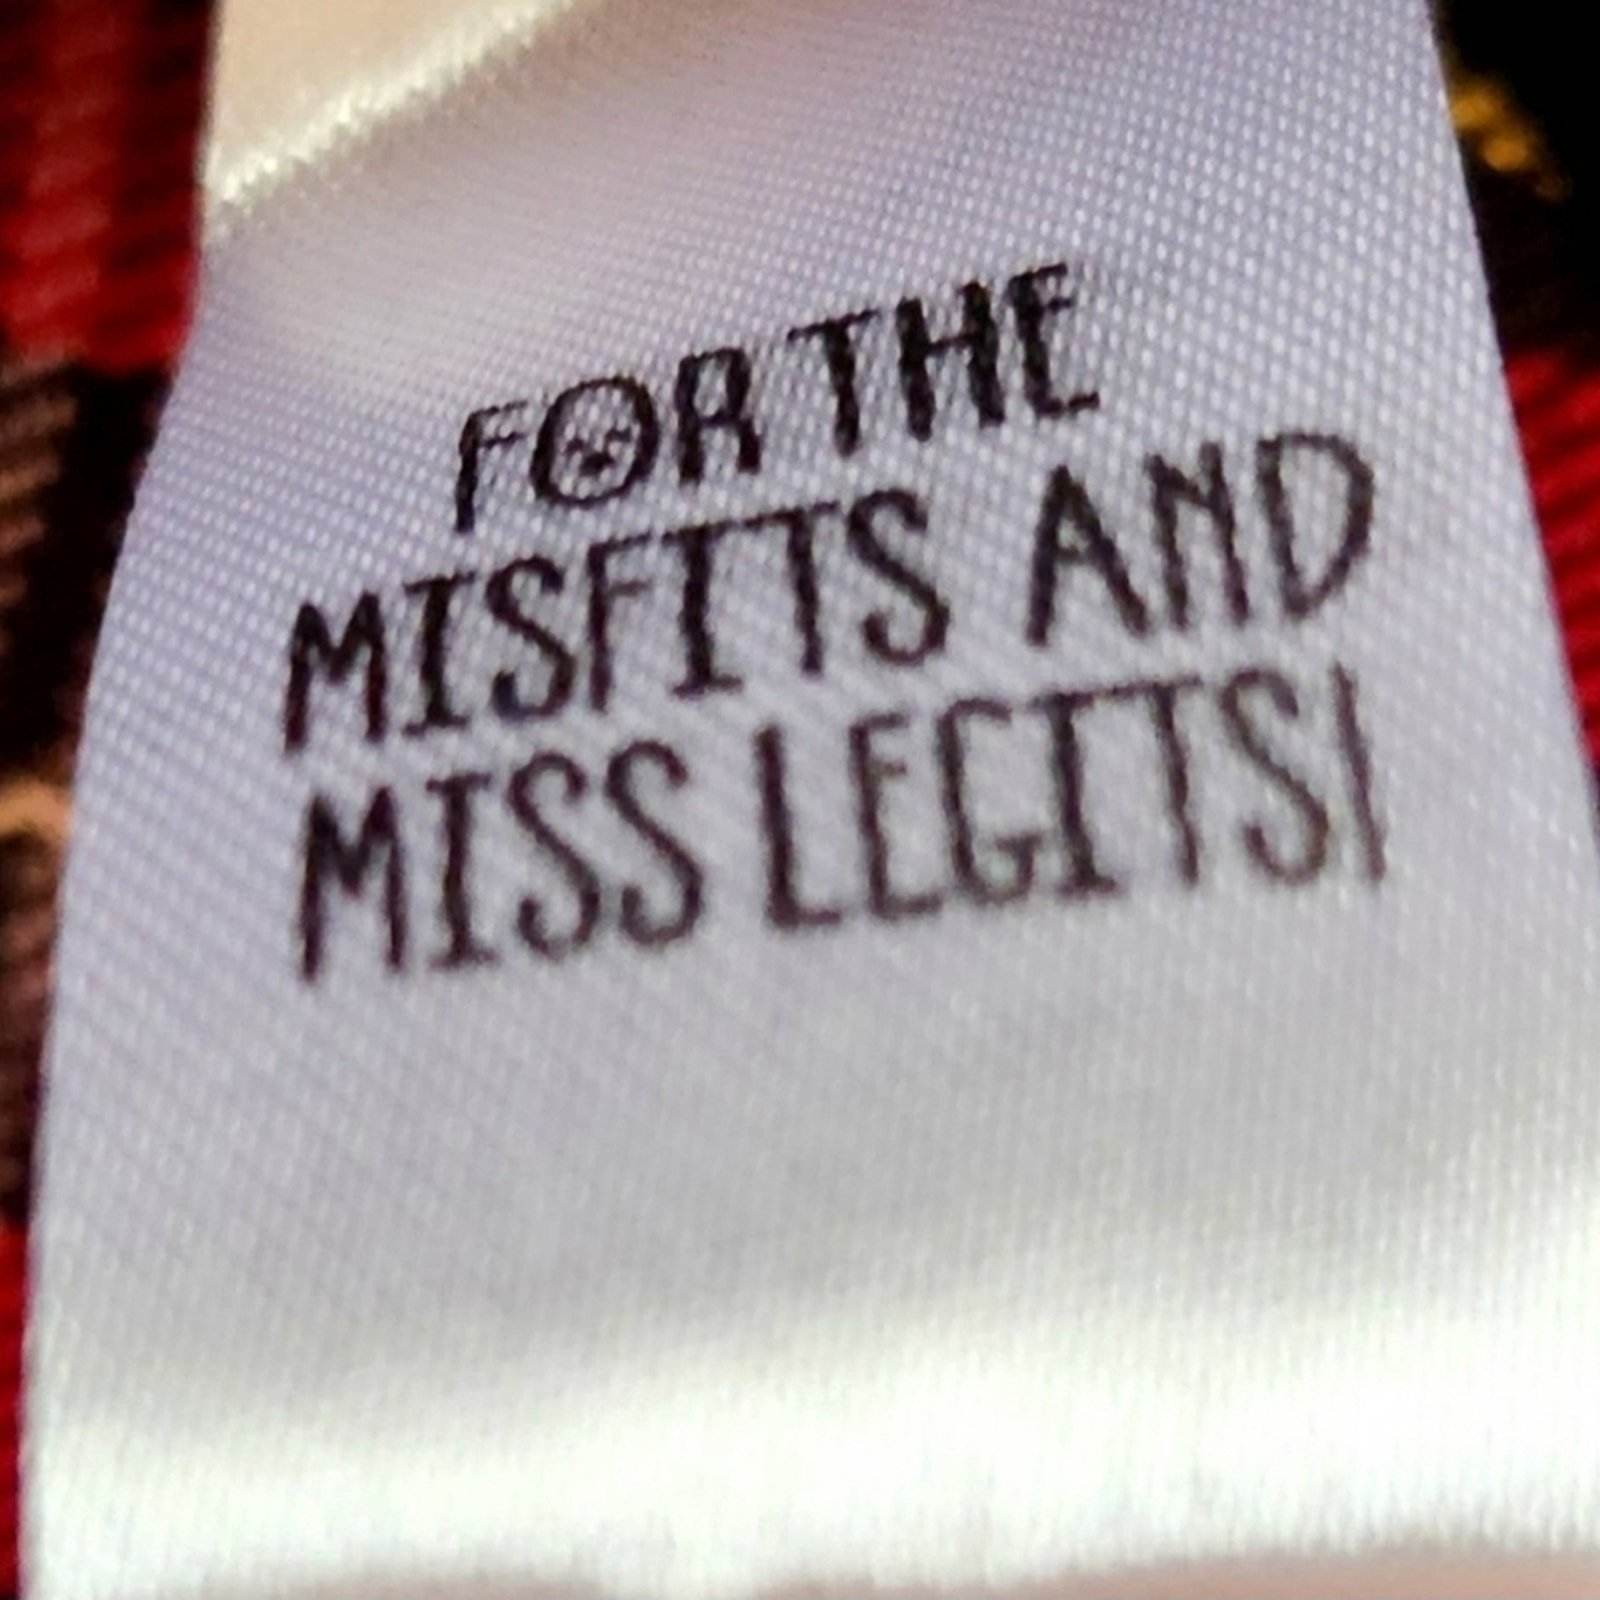 FOR THE
MISFITS AND
MISS LEGITS!